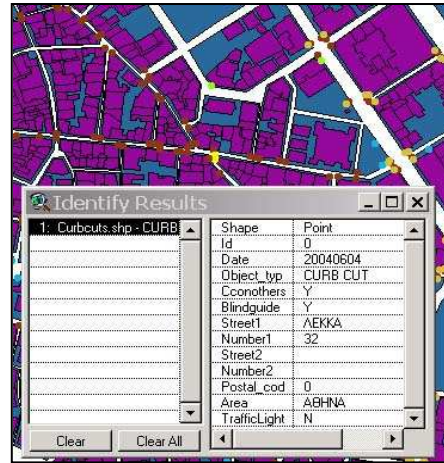 Identify Results
1: Curbcuts.shp - CURB
Shape Point
Id 0
Date 20040604
Object_typ CURB CUT
Cconothers Y
Blindguide Y
Street1 ΛΕΚΚΑ
Number1 32
Street2
Number2
Postal_cod 0
Area ΑΘΗΝΑ
TrafficLight N
Clear Clear All